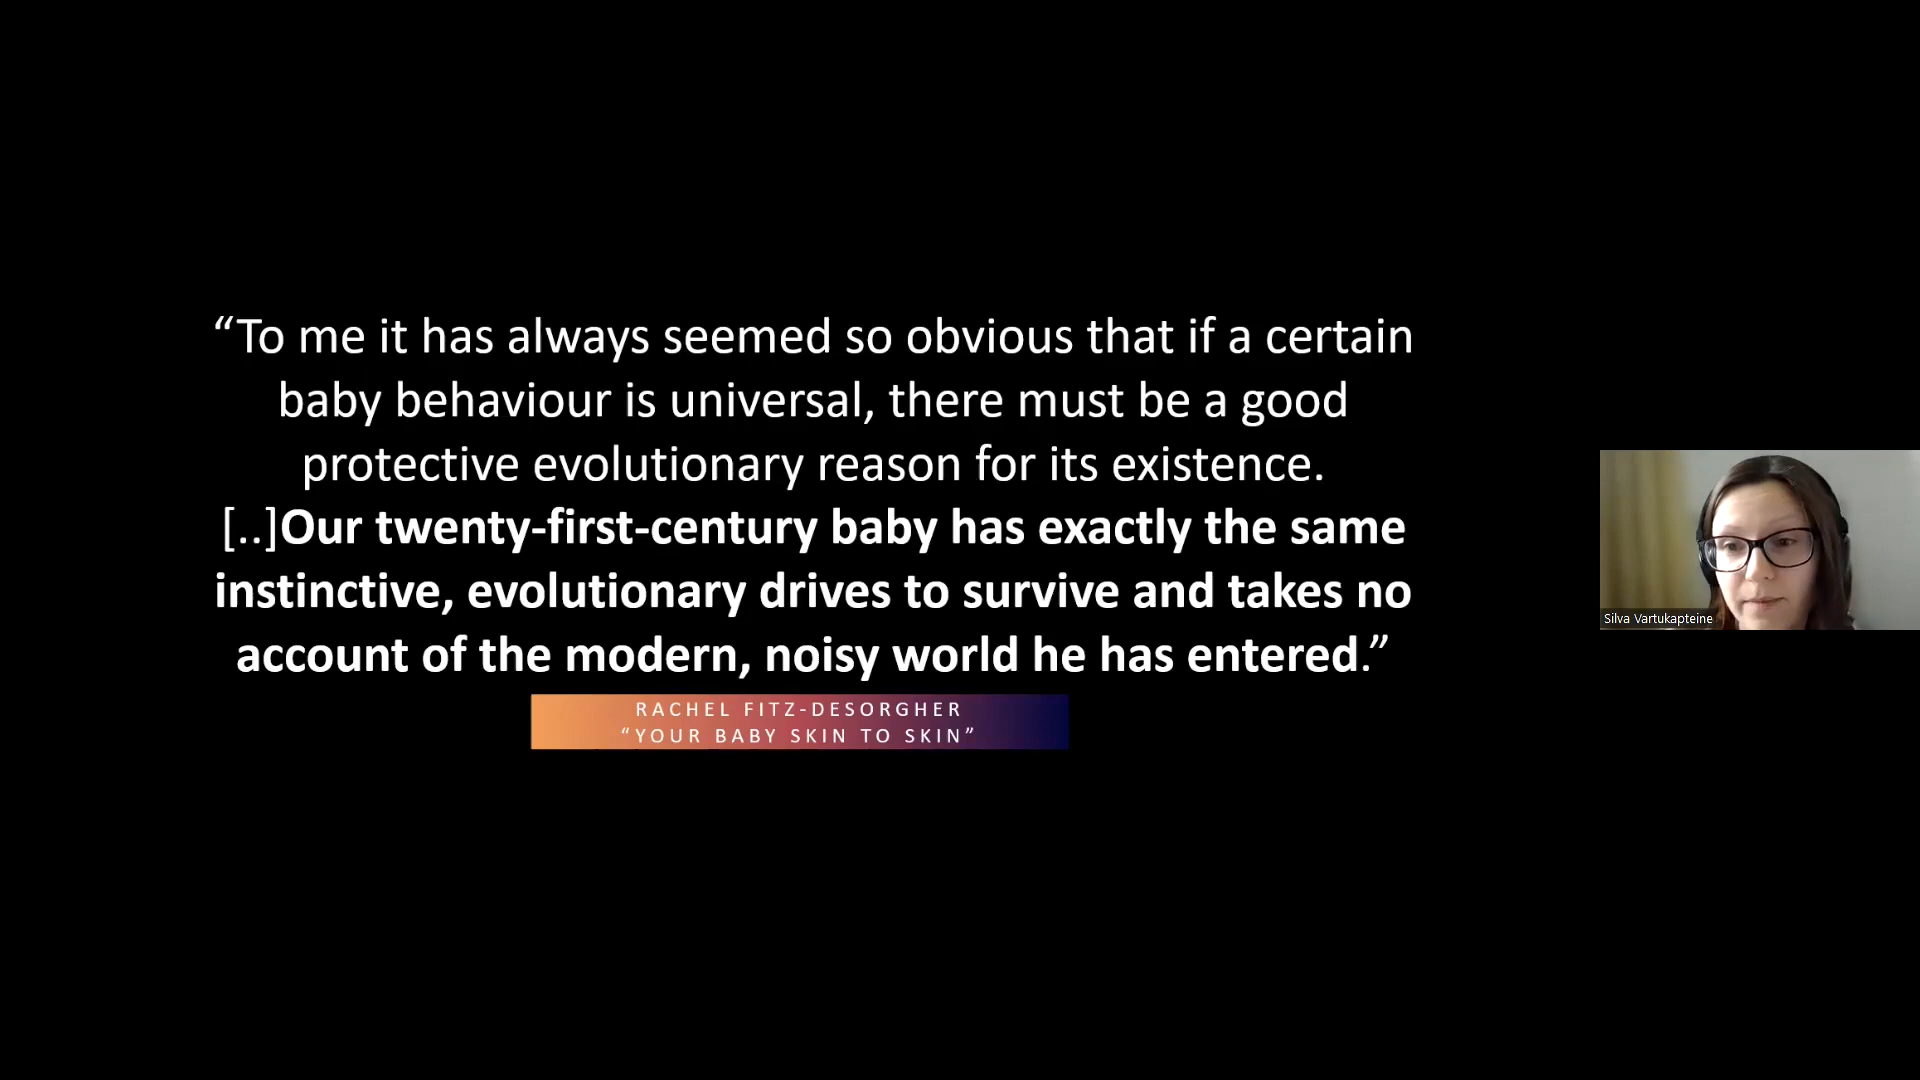 “To me it has always seemed so obvious that if a certain
baby behaviour is universal, there must be a good
protective evolutionary reason for its existence.
[..]Our twenty-first-century baby has exactly the same
instinctive, evolutionary drives to survive and takes no
account of the modern, noisy world he has entered.”
RACHEL FITZ-DESORGHER
“YOUR BABY SKIN TO SKIN”
Silva Vartukapteine